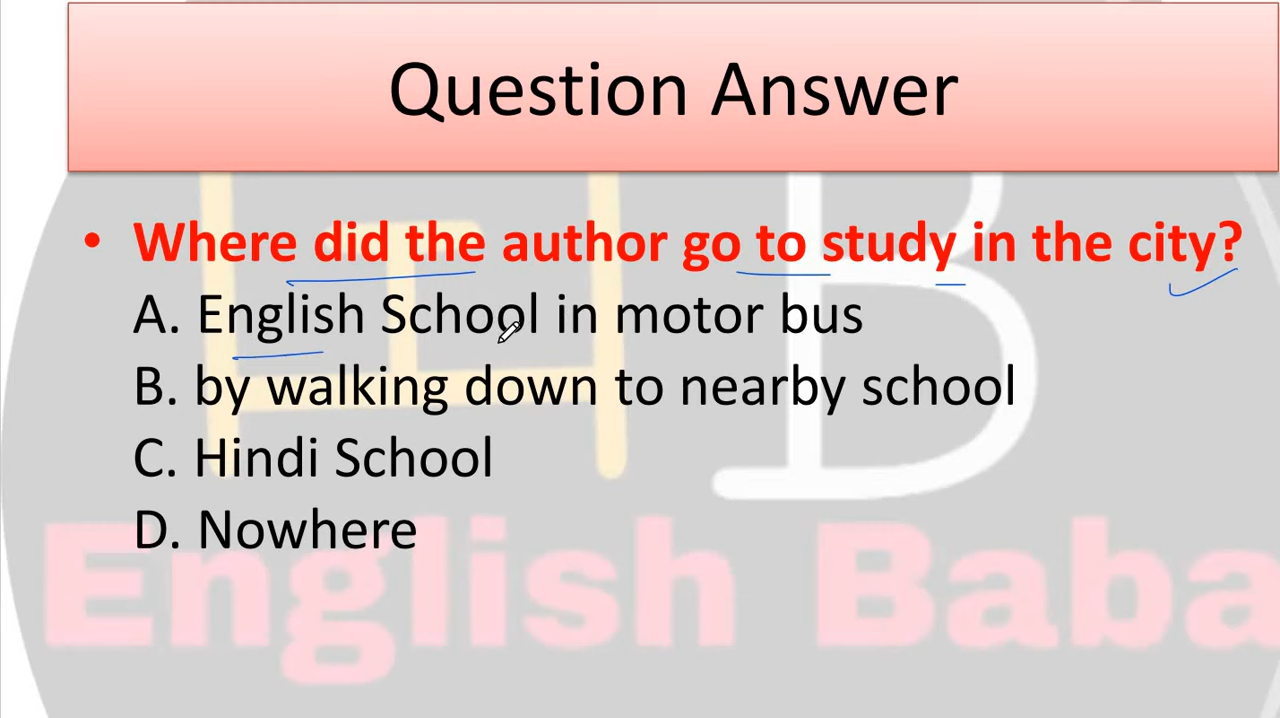 Question Answer
• Where did the author go to study in the city?
A. English School in motor bus
B. by walking down to nearby school
C. Hindi School
D. Nowhere
English Baba